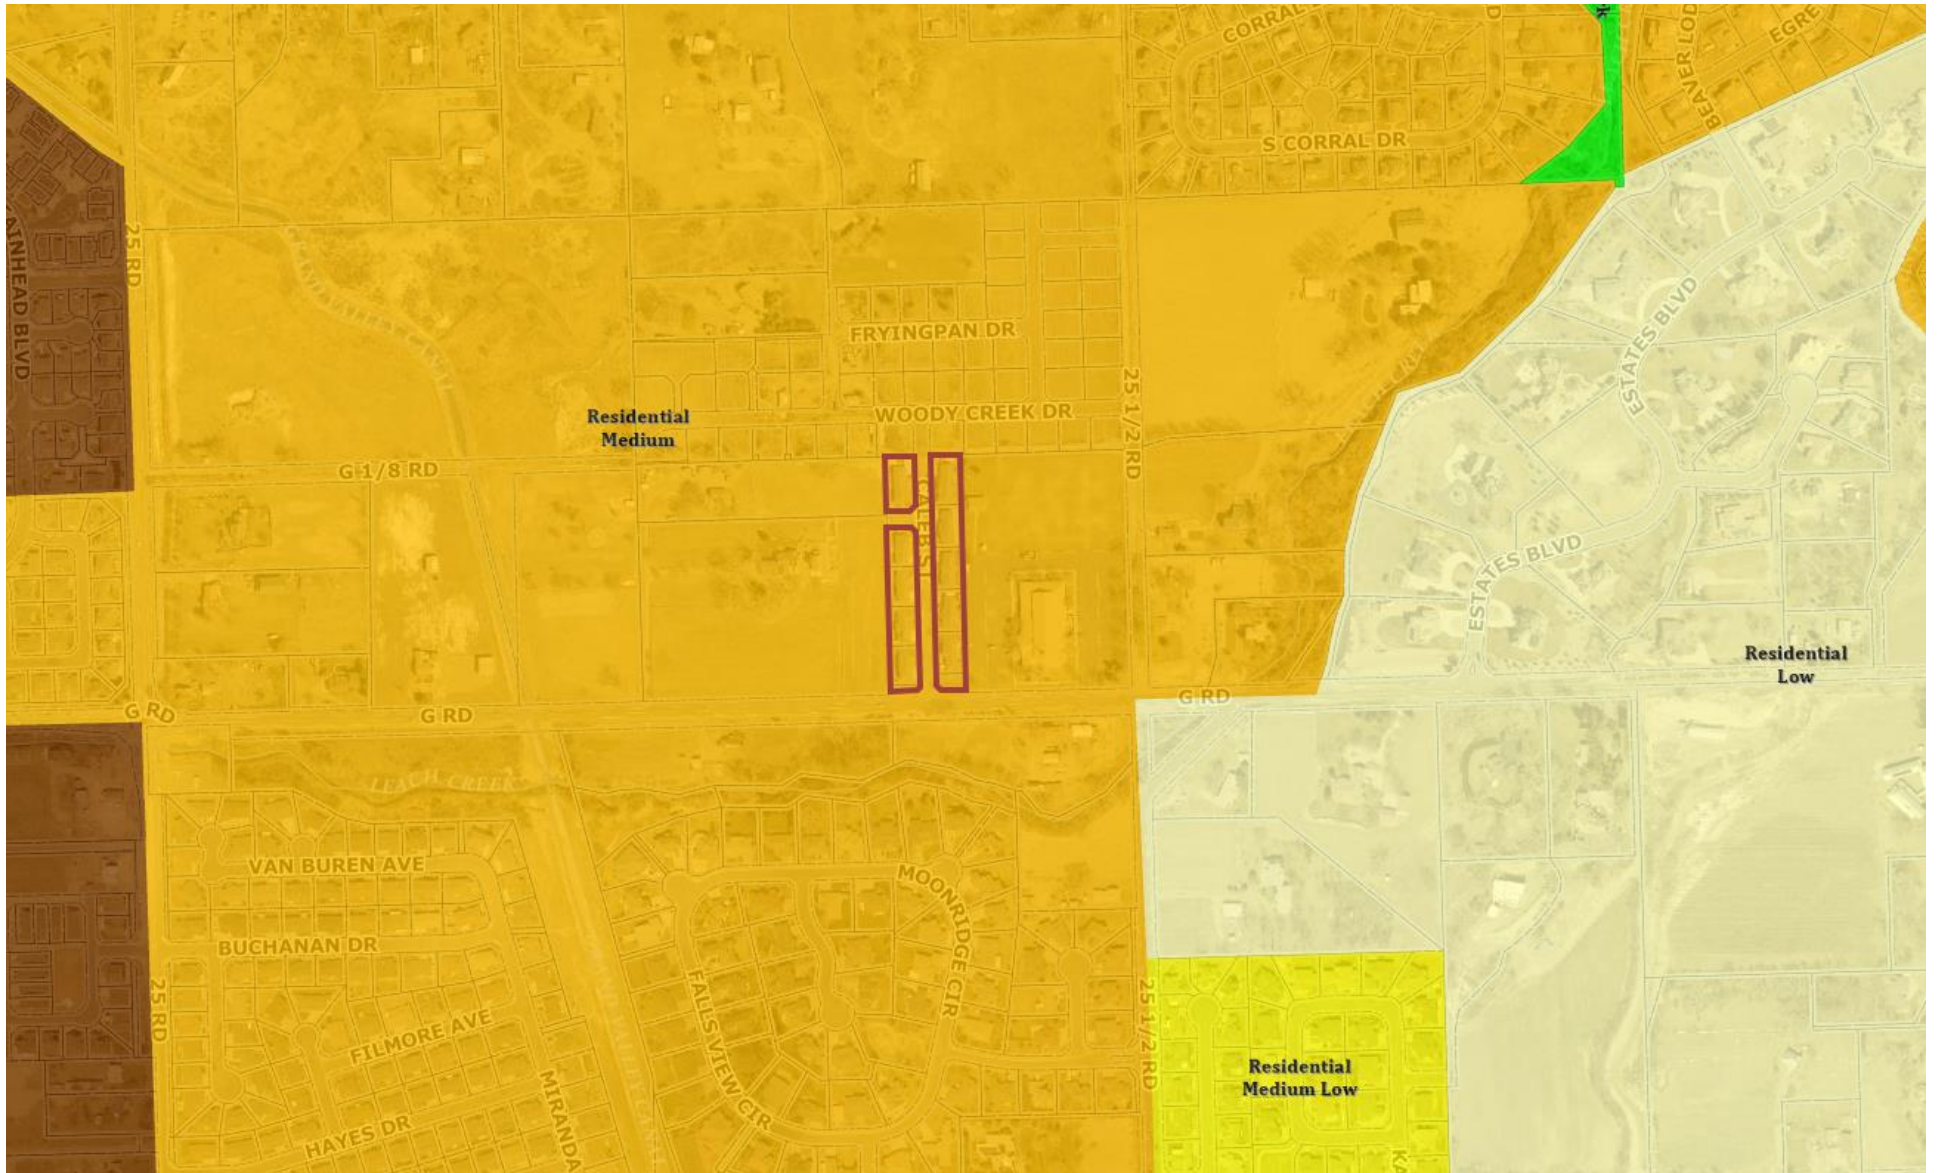 CORRAL D
BEAVER LOD
EGRE
S CORRAL DR
25 RD
ESTATES BLVD
FRYINGPAN DR
25 1/2 RD
WOODY CREEK DR
Residential
Medium
G 1/8 RD
CALEB ST
ESTATES BLVD
Residential
Low
G RD
G RD
G RD
LEACH CREEK
VAN BUREN AVE
MOONRIDGE CIR
BUCHANAN DR
FALLS VIEW CIR
25 RD
FILMORE AVE
25 1/2 RD
Residential
Medium Low
MIRANDA
HAYES DR
KA